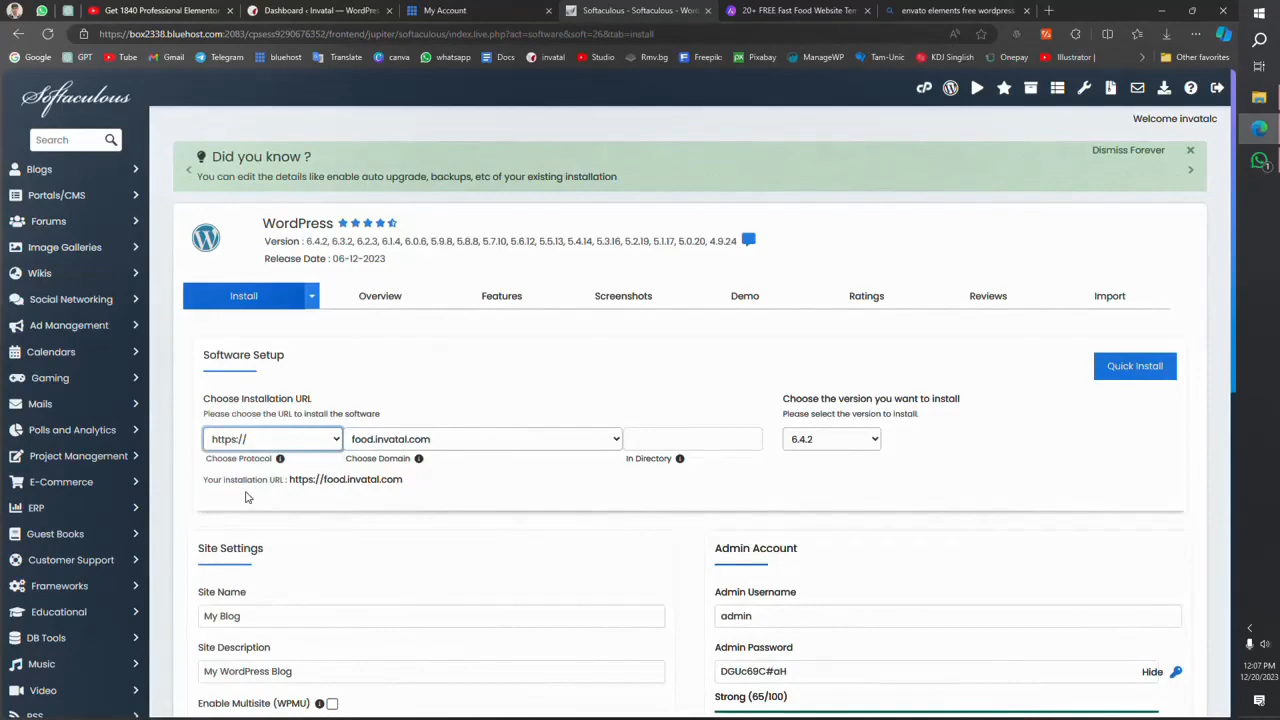 Get 1840 Professional Elementor
Dashboard ‹ Invatal — WordPres
My Account
Softaculous - Softaculous - Wor
20+ FREE Fast Food Website Tem
envato elements free wordpress
https://box2338.bluehost.com:2083/cpsess9290676352/frontend/jupiter/softaculous/index.live.php?act=software&soft=26&tab=install
Google
GPT
Tube
Gmail
Telegram
bluehost
Translate
canva
whatsapp
Docs
invatal
Studio
Rmv.bg
Freepik
Pixabay
ManageWP
Tam-Unic
KDJ Singlish
Onepay
Illustrator |
Other favorites
Softaculous
Welcome invatalc
Search
Blogs
Portals/CMS
Forums
Image Galleries
Wikis
Social Networking
Ad Management
Calendars
Gaming
Mails
Polls and Analytics
Project Management
E-Commerce
ERP
Guest Books
Customer Support
Frameworks
Educational
DB Tools
Music
Video
RSS
Did you know ?
Dismiss Forever
You can edit the details like enable auto upgrade, backups, etc of your existing installation
WordPress
Version : 6.4.2, 6.3.2, 6.2.3, 6.1.4, 6.0.6, 5.9.8, 5.8.8, 5.7.10, 5.6.12, 5.5.13, 5.4.14, 5.3.16, 5.2.19, 5.1.17, 5.0.20, 4.9.24
Release Date : 06-12-2023
Install
Overview
Features
Screenshots
Demo
Ratings
Reviews
Import
Software Setup
Quick Install
Choose Installation URL
Please choose the URL to install the software
https://
food.invatal.com
Choose Protocol
Choose Domain
In Directory
Your installation URL : https://food.invatal.com
Choose the version you want to install
Please select the version to install.
6.4.2
Site Settings
Site Name
My Blog
Site Description
My WordPress Blog
Enable Multisite (WPMU)
Admin Account
Admin Username
admin
Admin Password
DGUc69C#aH
Hide
Strong (65/100)
12:07 PM
12/20/2023